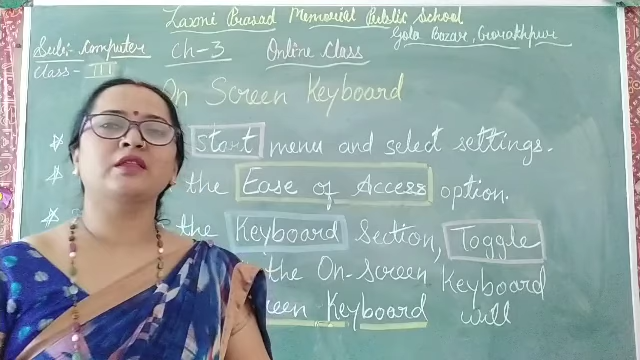 Laxmi Prasad Memorial Public School
Gola Bazar, Gorakhpur
Sub:- Computer
Ch-3
Online Class
Class- III
On Screen Keyboard
Start menu and select settings.
the Ease of Access option.
the Keyboard Section, Toggle
the On-Screen Keyboard
Keyboard will